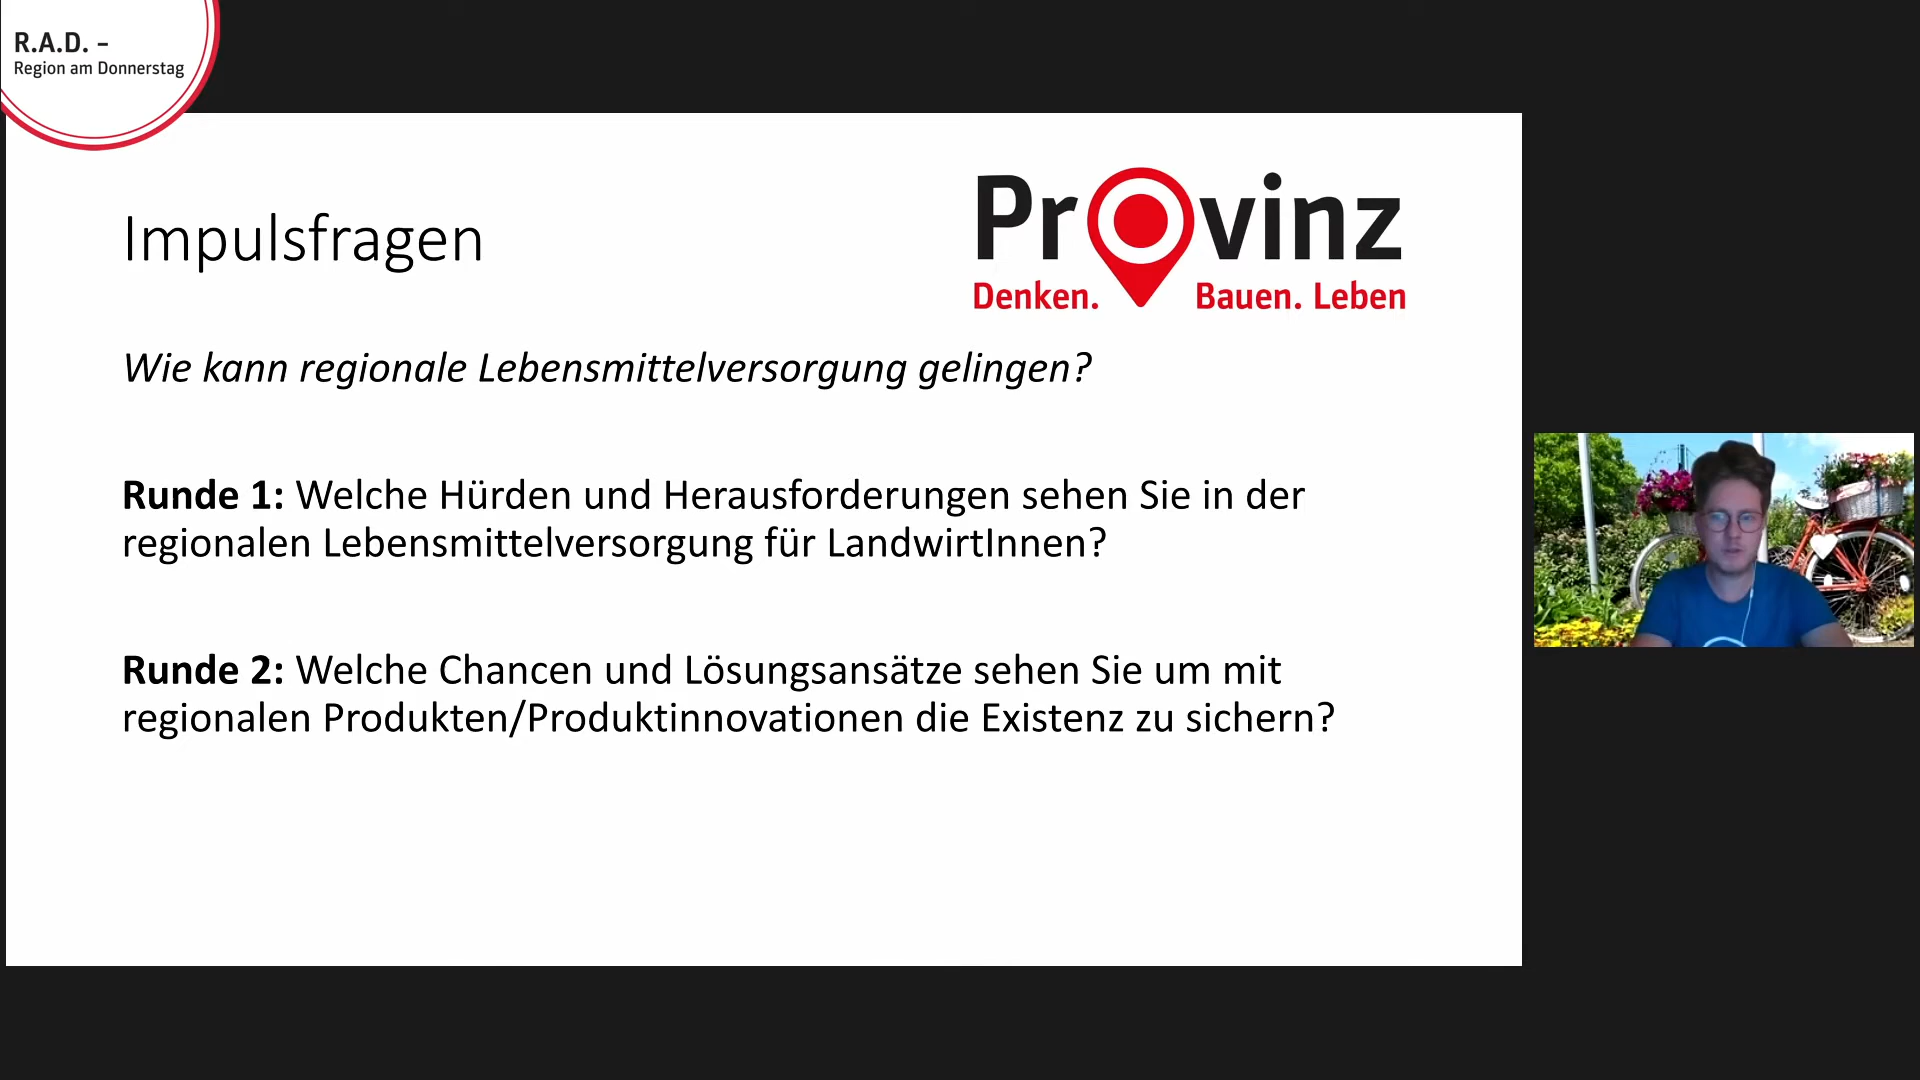 R.A.D. –
Region am Donnerstag
Provinz
Denken. Bauen. Leben
Impulsfragen
Wie kann regionale Lebensmittelversorgung gelingen?
Runde 1: Welche Hürden und Herausforderungen sehen Sie in der
regionalen Lebensmittelversorgung für LandwirtInnen?
Runde 2: Welche Chancen und Lösungsansätze sehen Sie um mit
regionalen Produkten/Produktinnovationen die Existenz zu sichern?